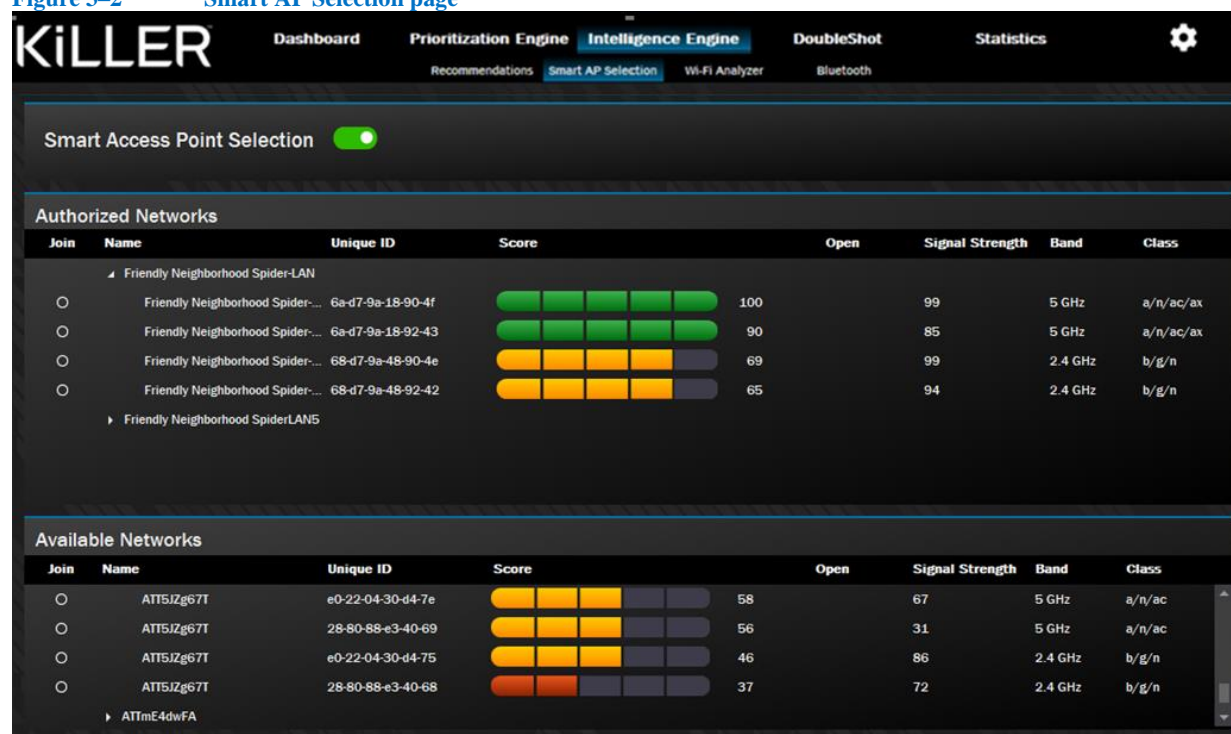 Figure 3–2 Smart AP Selection page
KiLLER
Dashboard Prioritization Engine Intelligence Engine DoubleShot Statistics
Recommendations Smart AP Selection Wi-Fi Analyzer Bluetooth
Smart Access Point Selection
Authorized Networks
Join Name Unique ID Score Open Signal Strength Band Class
Friendly Neighborhood Spider-LAN
Friendly Neighborhood Spider-... 6a-d7-9a-18-90-4f 100 99 5 GHz a/n/ac/ax
Friendly Neighborhood Spider-... 6a-d7-9a-18-92-43 90 85 5 GHz a/n/ac/ax
Friendly Neighborhood Spider-... 68-d7-9a-48-90-4e 69 99 2.4 GHz b/g/n
Friendly Neighborhood Spider-... 68-d7-9a-48-92-42 65 94 2.4 GHz b/g/n
Friendly Neighborhood SpiderLAN5
Available Networks
Join Name Unique ID Score Open Signal Strength Band Class
ATT5JZg67T e0-22-04-30-d4-7e 58 67 5 GHz a/n/ac
ATT5JZg67T 28-80-88-e3-40-69 56 31 5 GHz a/n/ac
ATT5JZg67T e0-22-04-30-d4-75 46 86 2.4 GHz b/g/n
ATT5JZg67T 28-80-88-e3-40-68 37 72 2.4 GHz b/g/n
ATTmE4dwFA